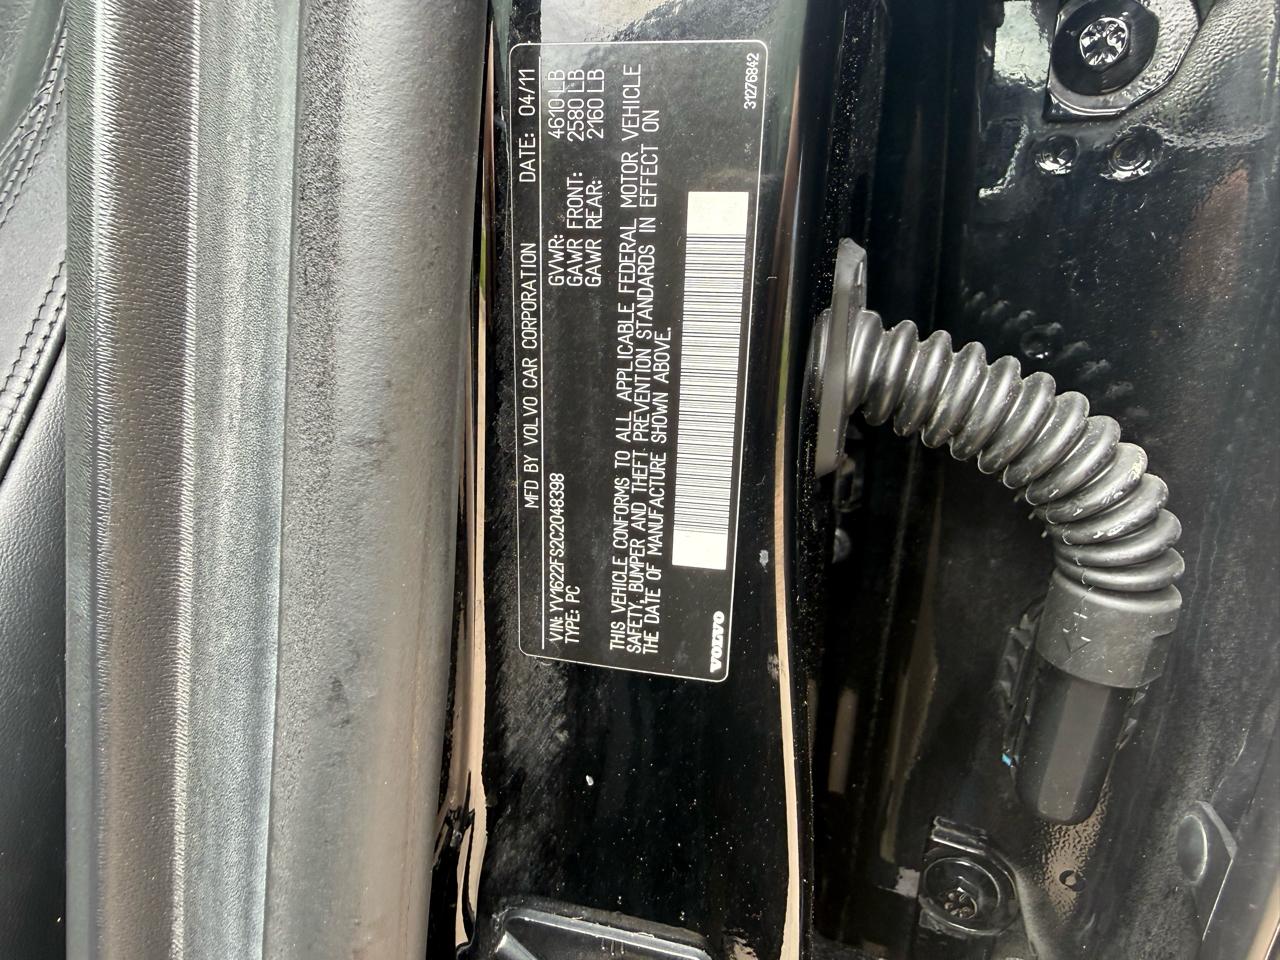 MFD BY VOLVO CAR CORPORATION DATE: 04/11
GVWR: 4610 LB
GAWR FRONT: 2580 LB
GAWR REAR: 2160 LB
VIN: YV1622FS2C2048398
TYPE: PC
THIS VEHICLE CONFORMS TO ALL APPLICABLE FEDERAL MOTOR VEHICLE
SAFETY, BUMPER AND THEFT PREVENTION STANDARDS IN EFFECT ON
THE DATE OF MANUFACTURE SHOWN ABOVE.
VOLVO
31276842